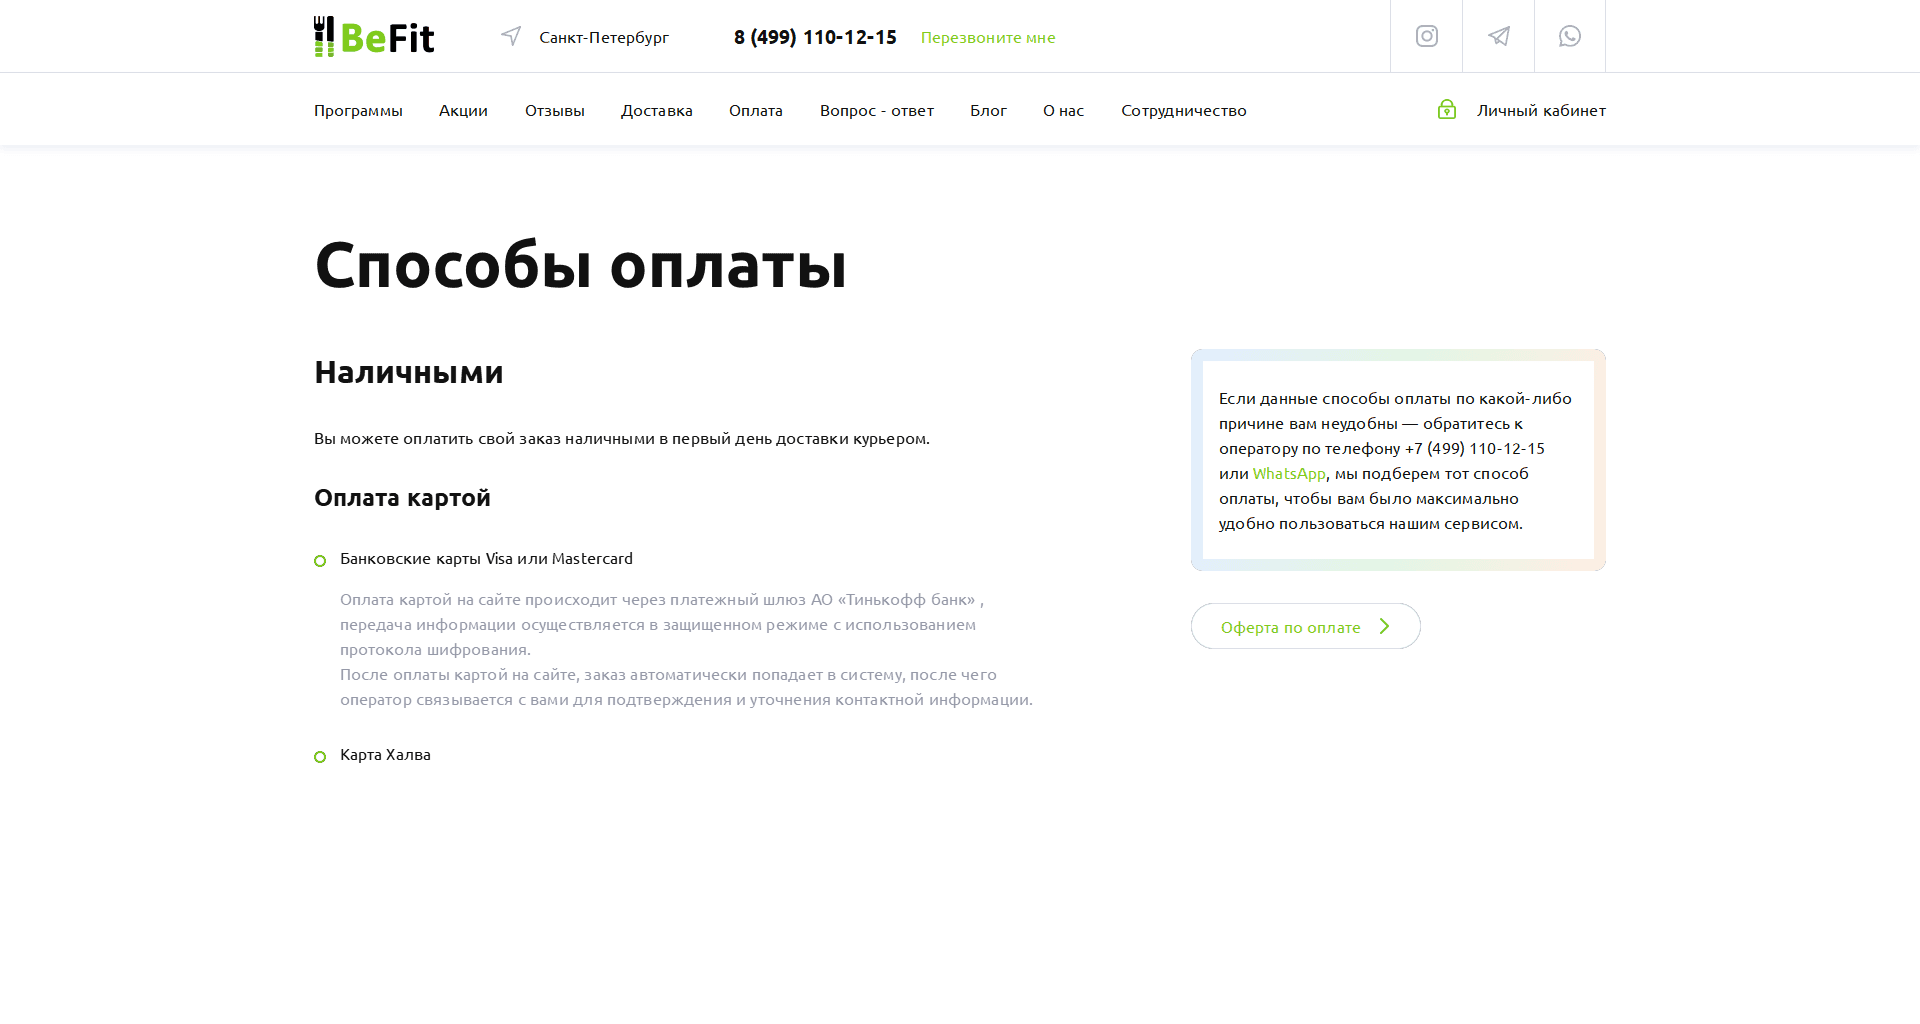 BeFit
Санкт-Петербург
8 (499) 110-12-15
Перезвоните мне
Программы
Акции
Отзывы
Доставка
Оплата
Вопрос - ответ
Блог
О нас
Сотрудничество
Личный кабинет
Способы оплаты
Наличными
Вы можете оплатить свой заказ наличными в первый день доставки курьером.
Оплата картой
Банковские карты Visa или Mastercard
Оплата картой на сайте происходит через платежный шлюз АО «Тинькофф банк» ,
передача информации осуществляется в защищенном режиме с использованием
протокола шифрования.
После оплаты картой на сайте, заказ автоматически попадает в систему, после чего
оператор связывается с вами для подтверждения и уточнения контактной информации.
Карта Халва
Если данные способы оплаты по какой-либо
причине вам неудобны — обратитесь к
оператору по телефону +7 (499) 110-12-15
или WhatsApp, мы подберем тот способ
оплаты, чтобы вам было максимально
удобно пользоваться нашим сервисом.
Оферта по оплате